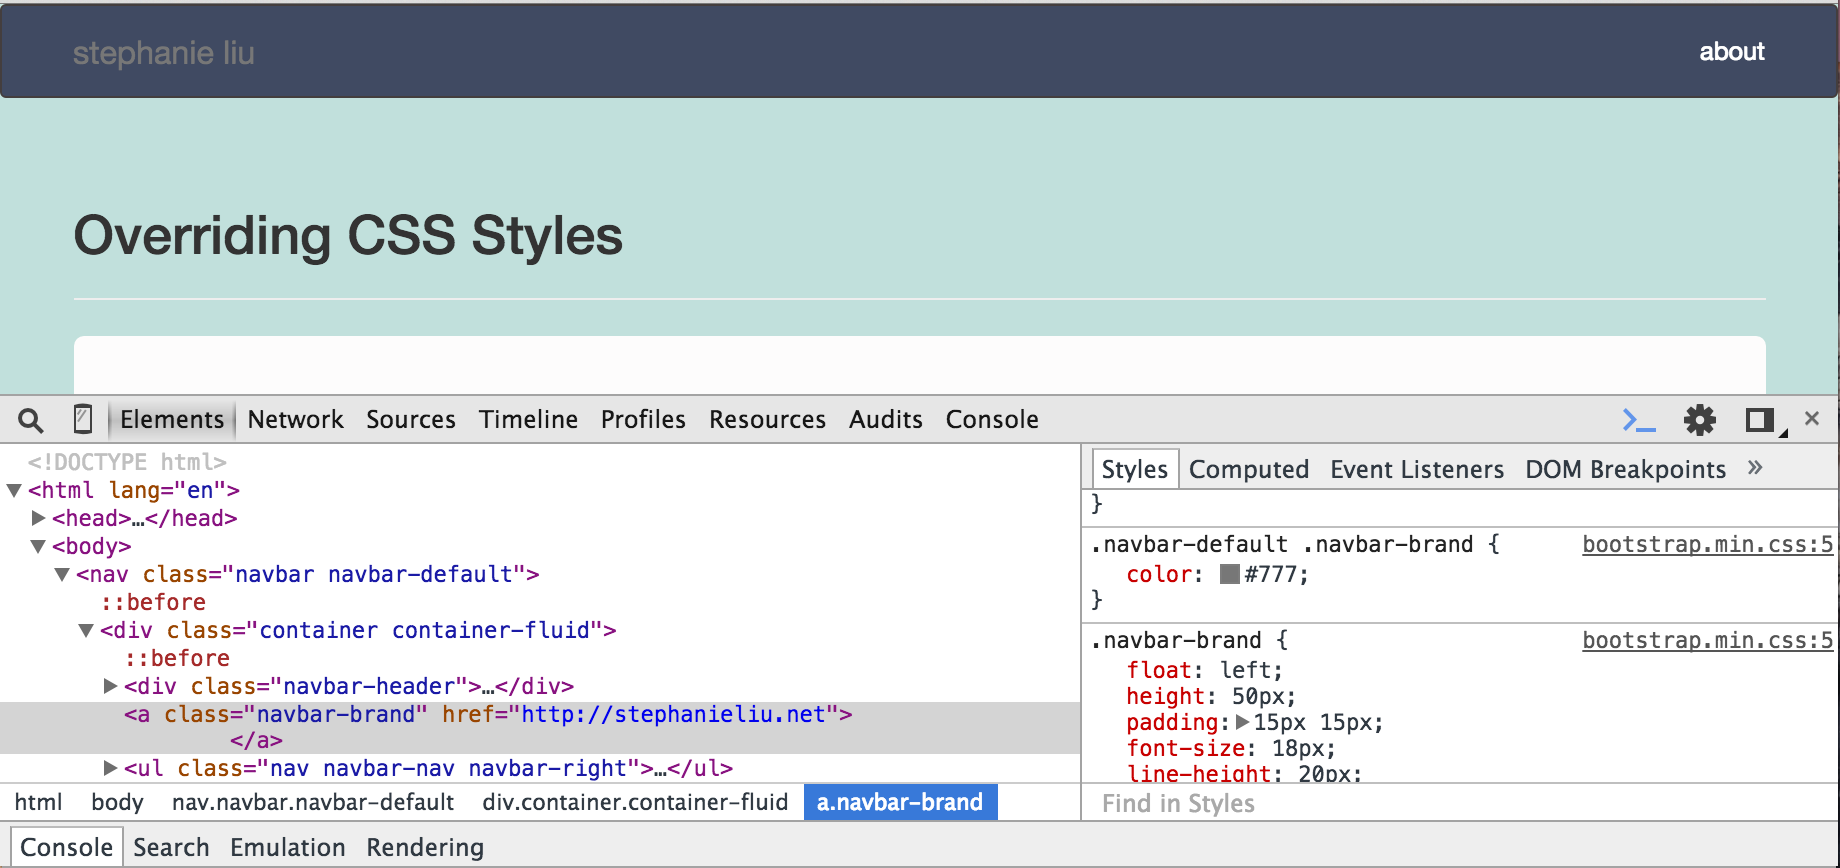 stephanie liu
about
Overriding CSS Styles
Elements Network Sources Timeline Profiles Resources Audits Console
<!DOCTYPE html>
<html lang="en">
<head>…</head>
<body>
<nav class="navbar navbar-default">
::before
<div class="container container-fluid">
::before
<div class="navbar-header">…</div>
<a class="navbar-brand" href="http://stephanieliu.net">
</a>
<ul class="nav navbar-nav navbar-right">…</ul>
html body nav.navbar.navbar-default div.container.container-fluid a.navbar-brand
Styles Computed Event Listeners DOM Breakpoints »
}
.navbar-default .navbar-brand { bootstrap.min.css:5
color: #777;
}
.navbar-brand { bootstrap.min.css:5
float: left;
height: 50px;
padding: 15px 15px;
font-size: 18px;
line-height: 20px;
Find in Styles
Console Search Emulation Rendering